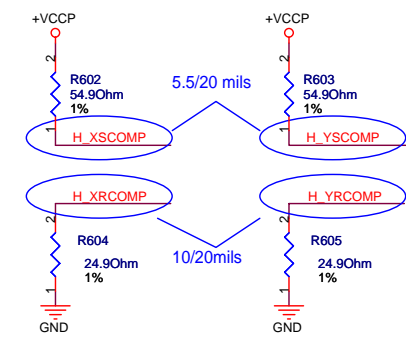 +VCCP
+VCCP
2
R602
54.9Ohm
1%
1
5.5/20 mils
2
R603
54.9Ohm
1%
1
H_XSCOMP
H_YSCOMP
H_XRCOMP
H_YRCOMP
2
R604
24.9Ohm
1%
1
10/20mils
2
R605
24.9Ohm
1%
1
GND
GND